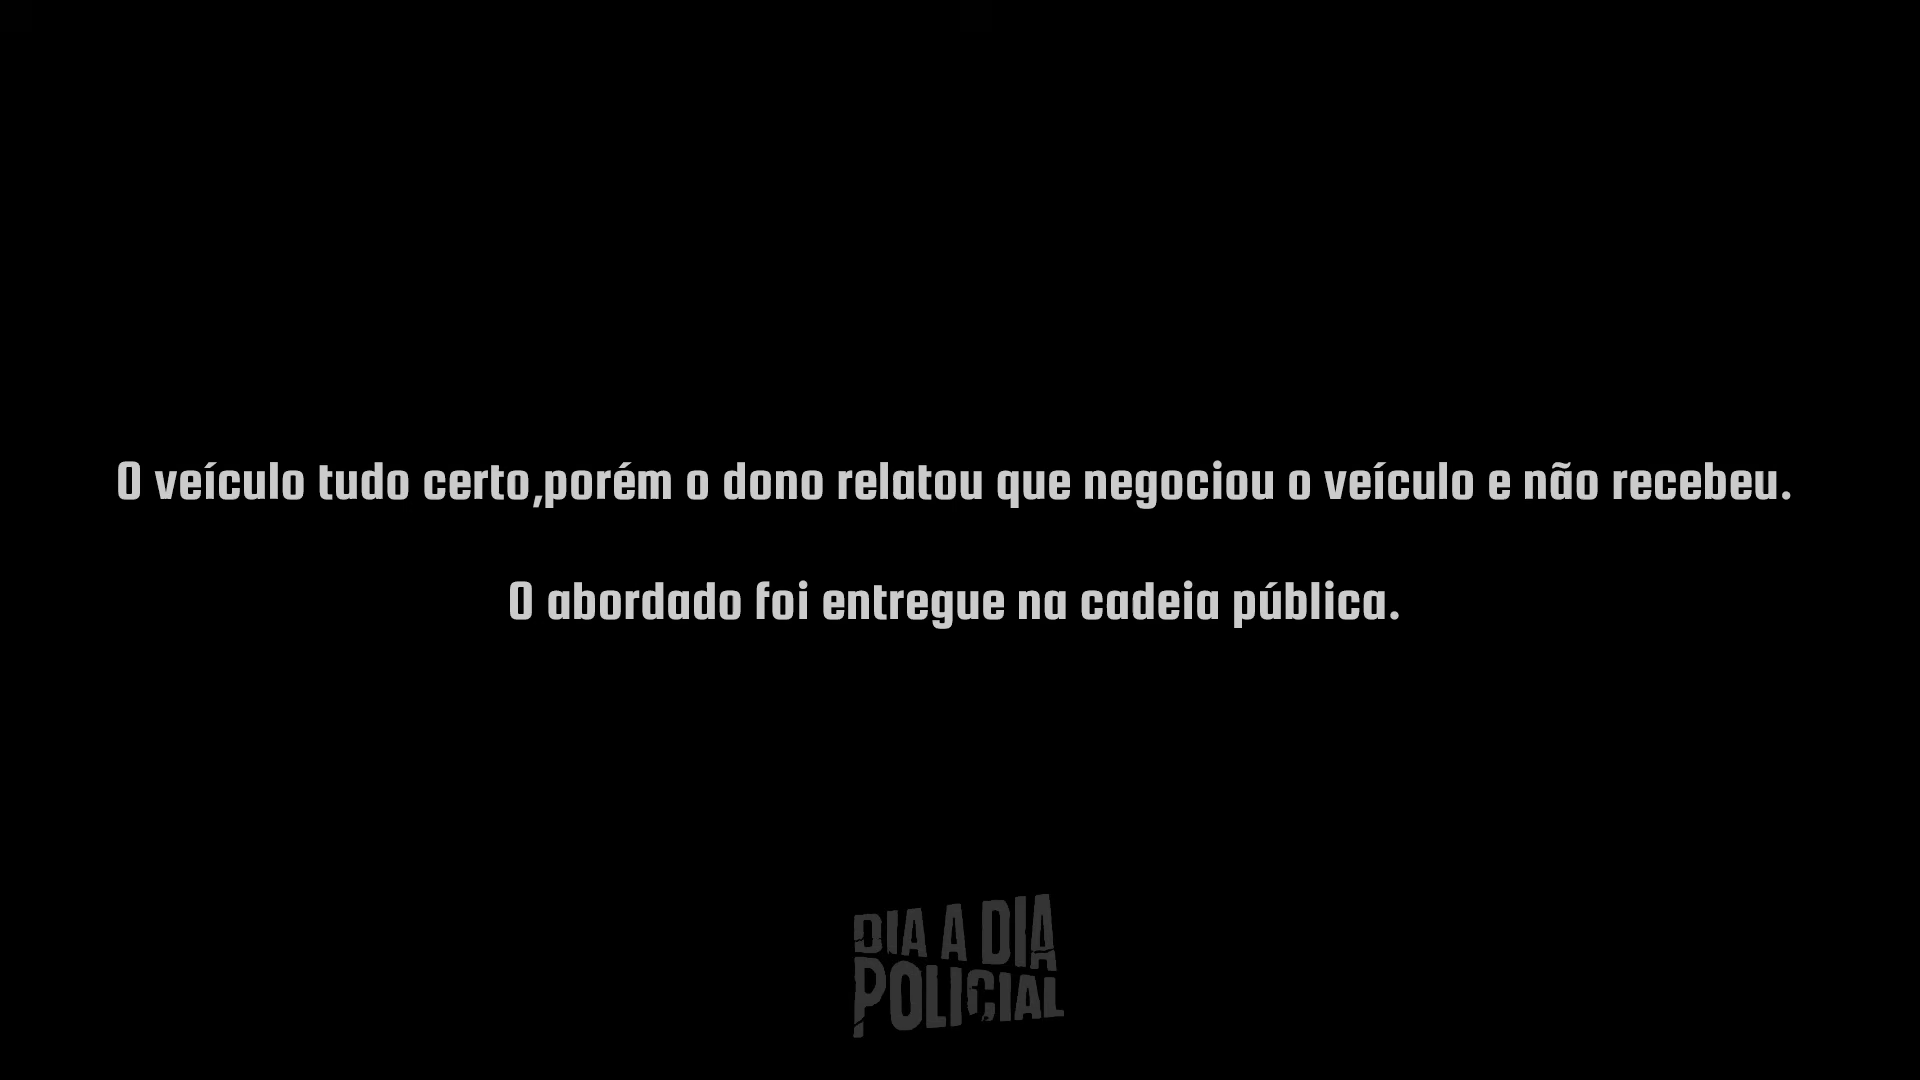 O veículo tudo certo,porém o dono relatou que negociou o veículo e não recebeu.
O abordado foi entregue na cadeia pública.
DIA A DIA
POLICIAL